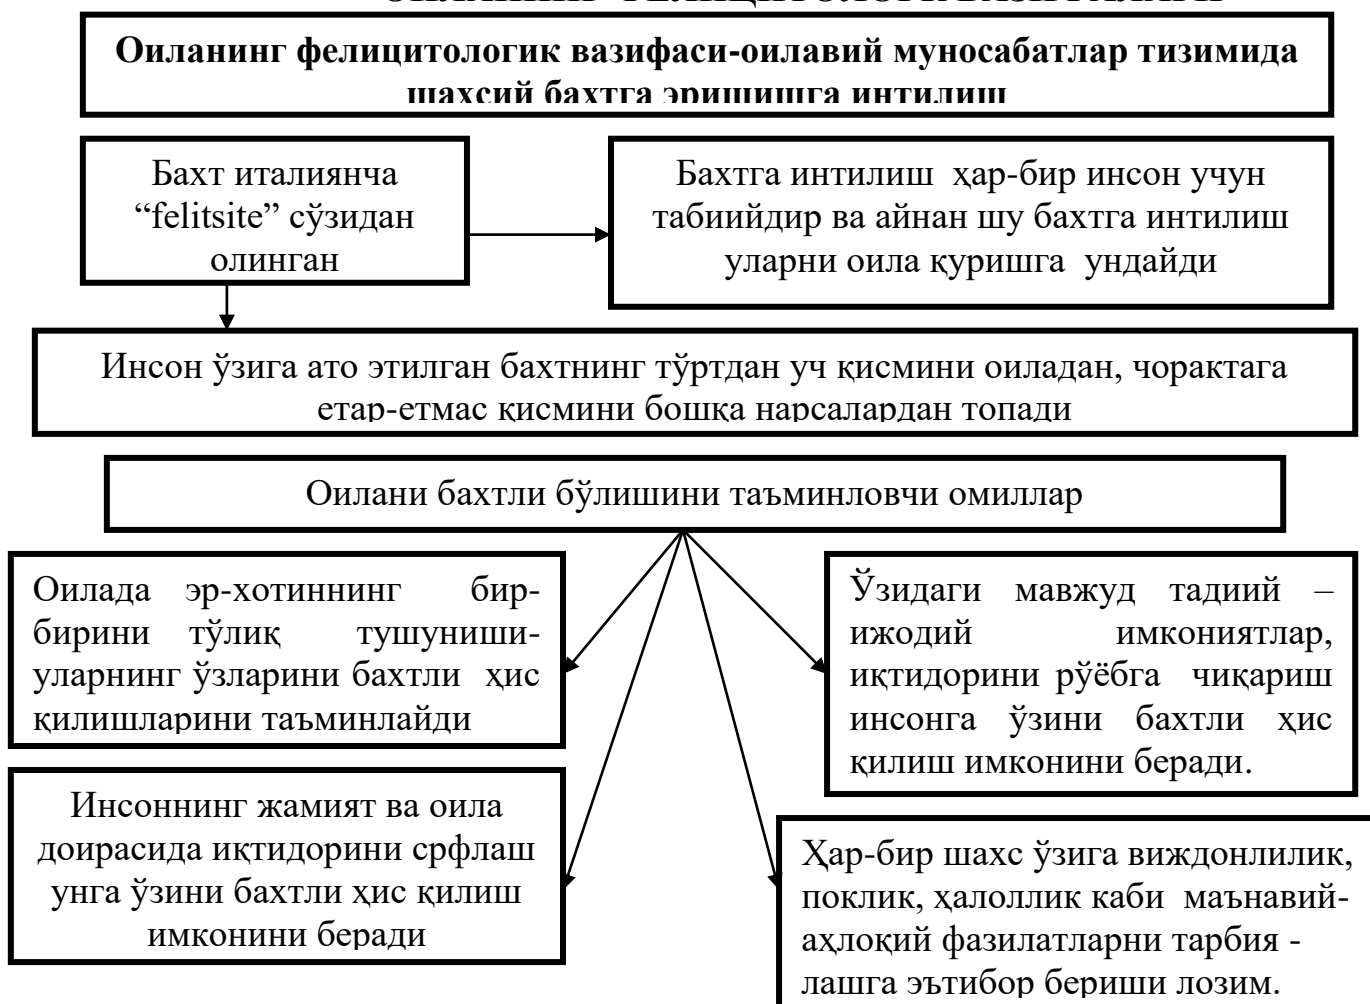 Оиланинг фелицитологик вазифаси-оилавий муносабатлар тизимида
шахсий бахтга эришишга интилиш
Бахт италиянча
“felitsite” сўзидан
олинган
Бахтга интилиш ҳар-бир инсон учун
табиийдир ва айнан шу бахтга интилиш
уларни оила қуришга ундайди
Инсон ўзига ато этилган бахтнинг тўртдан уч қисмини оиладан, чорактага
етар-етмас қисмини бошқа нарсалардан топади
Оилани бахтли бўлишини таъминловчи омиллар
Оилада эр-хотиннинг бир-
бирини тўлиқ тушуниши-
уларнинг ўзларини бахтли ҳис
қилишларини таъминлайди
Ўзидаги мавжуд тадиий –
ижодий имкониятлар,
иқтидорини рўёбга чиқариш
инсонга ўзини бахтли ҳис
қилиш имконини беради.
Инсоннинг жамият ва оила
доирасида иқтидорини срфлаш
унга ўзини бахтли ҳис қилиш
имконини беради
Ҳар-бир шахс ўзига виждонлилик,
поклик, ҳалоллик каби маънавий-
аҳлоқий фазилатларни тарбия -
лашга эътибор бериши лозим.